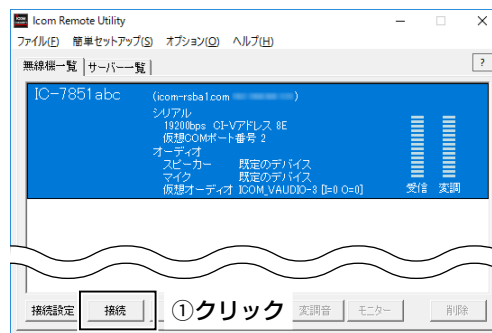 Icom Remote Utility
ファイル(F) 簡単セットアップ(S) オプション(O) ヘルプ(H)
無線機一覧 サーバー一覧 ?
IC-7851abc (icom-rsba1.com )
シリアル
19200bps CI-Vアドレス 8E
仮想COMポート番号 2
オーディオ
スピーカー 既定のデバイス
マイク 既定のデバイス
仮想オーディオ ICOM_VAUDIO-3 [I=0 O=0]
受信 変調
接続設定 接続 ①クリック 変調音 モニター 削除